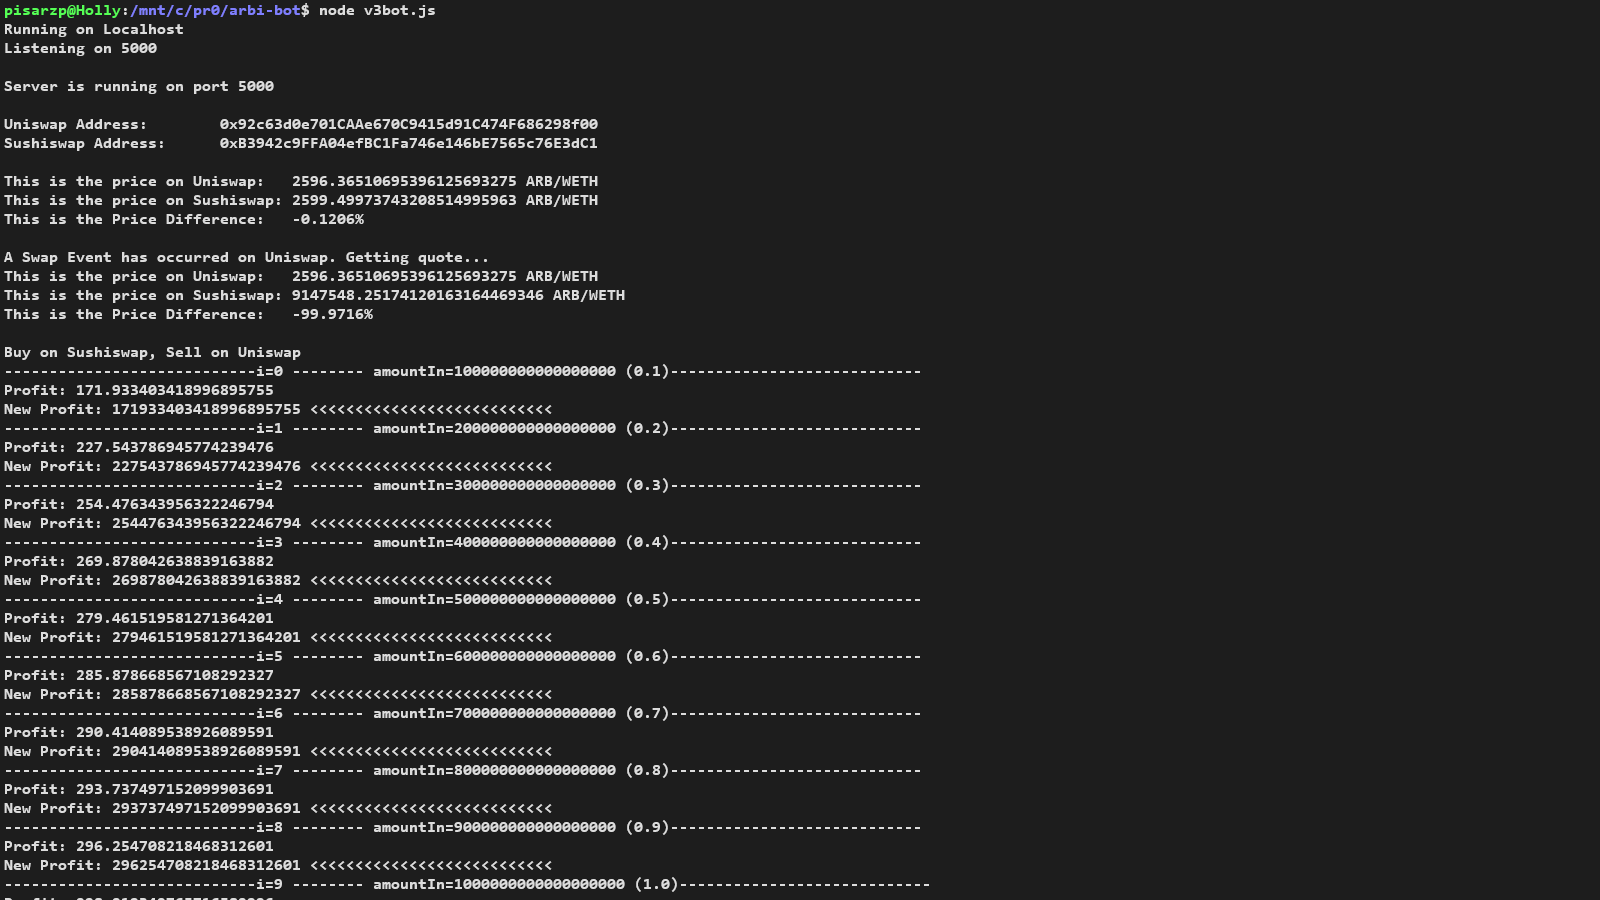 pisarzp@Holly:/mnt/c/pr0/arbi-bot$ node v3bot.js
Running on Localhost
Listening on 5000
Server is running on port 5000
Uniswap Address:        0x92c63d0e701CAAe670C9415d91C474F686298f00
Sushiswap Address:      0xB3942c9FFA04efBC1Fa746e146bE7565c76E3dC1
This is the price on Uniswap:   2596.36510695396125693275 ARB/WETH
This is the price on Sushiswap: 2599.49973743208514995963 ARB/WETH
This is the Price Difference:   -0.1206%
A Swap Event has occurred on Uniswap. Getting quote...
This is the price on Uniswap:   2596.36510695396125693275 ARB/WETH
This is the price on Sushiswap: 9147548.25174120163164469346 ARB/WETH
This is the Price Difference:   -99.9716%
Buy on Sushiswap, Sell on Uniswap
----------------------------i=0 -------- amountIn=100000000000000000 (0.1)----------------------------
Profit: 171.933403418996895755
New Profit: 171933403418996895755 <<<<<<<<<<<<<<<<<<<<<<<<<<<
----------------------------i=1 -------- amountIn=200000000000000000 (0.2)----------------------------
Profit: 227.543786945774239476
New Profit: 227543786945774239476 <<<<<<<<<<<<<<<<<<<<<<<<<<<
----------------------------i=2 -------- amountIn=300000000000000000 (0.3)----------------------------
Profit: 254.476343956322246794
New Profit: 254476343956322246794 <<<<<<<<<<<<<<<<<<<<<<<<<<<
----------------------------i=3 -------- amountIn=400000000000000000 (0.4)----------------------------
Profit: 269.878042638839163882
New Profit: 269878042638839163882 <<<<<<<<<<<<<<<<<<<<<<<<<<<
----------------------------i=4 -------- amountIn=500000000000000000 (0.5)----------------------------
Profit: 279.461519581271364201
New Profit: 279461519581271364201 <<<<<<<<<<<<<<<<<<<<<<<<<<<
----------------------------i=5 -------- amountIn=600000000000000000 (0.6)----------------------------
Profit: 285.878668567108292327
New Profit: 285878668567108292327 <<<<<<<<<<<<<<<<<<<<<<<<<<<
----------------------------i=6 -------- amountIn=700000000000000000 (0.7)----------------------------
Profit: 290.414089538926089591
New Profit: 290414089538926089591 <<<<<<<<<<<<<<<<<<<<<<<<<<<
----------------------------i=7 -------- amountIn=800000000000000000 (0.8)----------------------------
Profit: 293.737497152099903691
New Profit: 293737497152099903691 <<<<<<<<<<<<<<<<<<<<<<<<<<<
----------------------------i=8 -------- amountIn=900000000000000000 (0.9)----------------------------
Profit: 296.254708218468312601
New Profit: 296254708218468312601 <<<<<<<<<<<<<<<<<<<<<<<<<<<
----------------------------i=9 -------- amountIn=1000000000000000000 (1.0)----------------------------